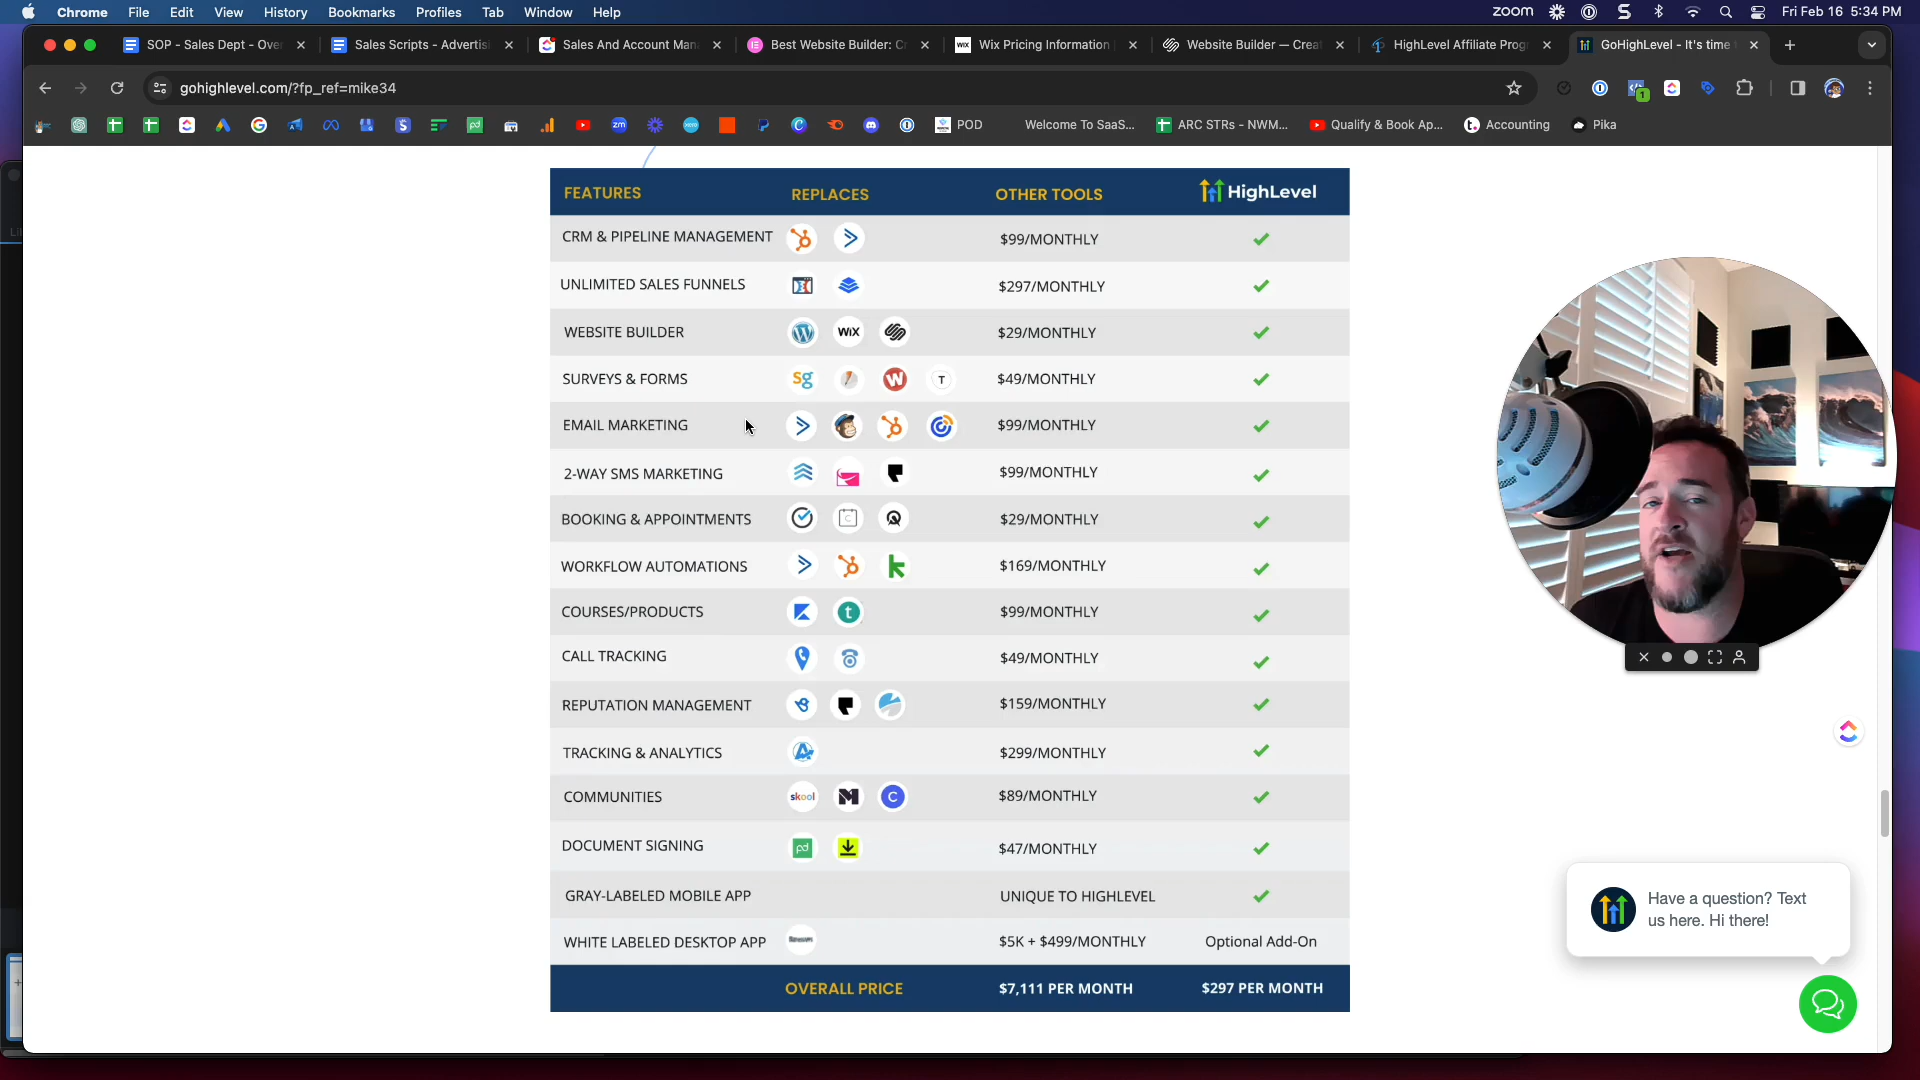 Chrome File Edit View History Bookmarks Profiles Tab Window Help
zoom Fri Feb 16 5:34 PM
SOP - Sales Dept - Over
Sales Scripts - Advertis
Sales And Account Man
Best Website Builder: Cr
WIX Wix Pricing Information
Website Builder — Creat
HighLevel Affiliate Prog
GoHighLevel - It's time
gohighlevel.com/?fp_ref=mike34
1
POD
Welcome To SaaS...
ARC STRs - NWM...
Qualify & Book Ap...
Accounting
Pika
FEATURES REPLACES OTHER TOOLS HighLevel
CRM & PIPELINE MANAGEMENT $99/MONTHLY
UNLIMITED SALES FUNNELS $297/MONTHLY
WEBSITE BUILDER WIX $29/MONTHLY
SURVEYS & FORMS sg W T $49/MONTHLY
EMAIL MARKETING $99/MONTHLY
2-WAY SMS MARKETING $99/MONTHLY
BOOKING & APPOINTMENTS $29/MONTHLY
WORKFLOW AUTOMATIONS $169/MONTHLY
COURSES/PRODUCTS t $99/MONTHLY
CALL TRACKING $49/MONTHLY
REPUTATION MANAGEMENT $159/MONTHLY
TRACKING & ANALYTICS $299/MONTHLY
COMMUNITIES skool C $89/MONTHLY
DOCUMENT SIGNING pd $47/MONTHLY
GRAY-LABELED MOBILE APP UNIQUE TO HIGHLEVEL
WHITE LABELED DESKTOP APP $5K + $499/MONTHLY Optional Add-On
OVERALL PRICE $7,111 PER MONTH $297 PER MONTH
Have a question? Text
us here. Hi there!